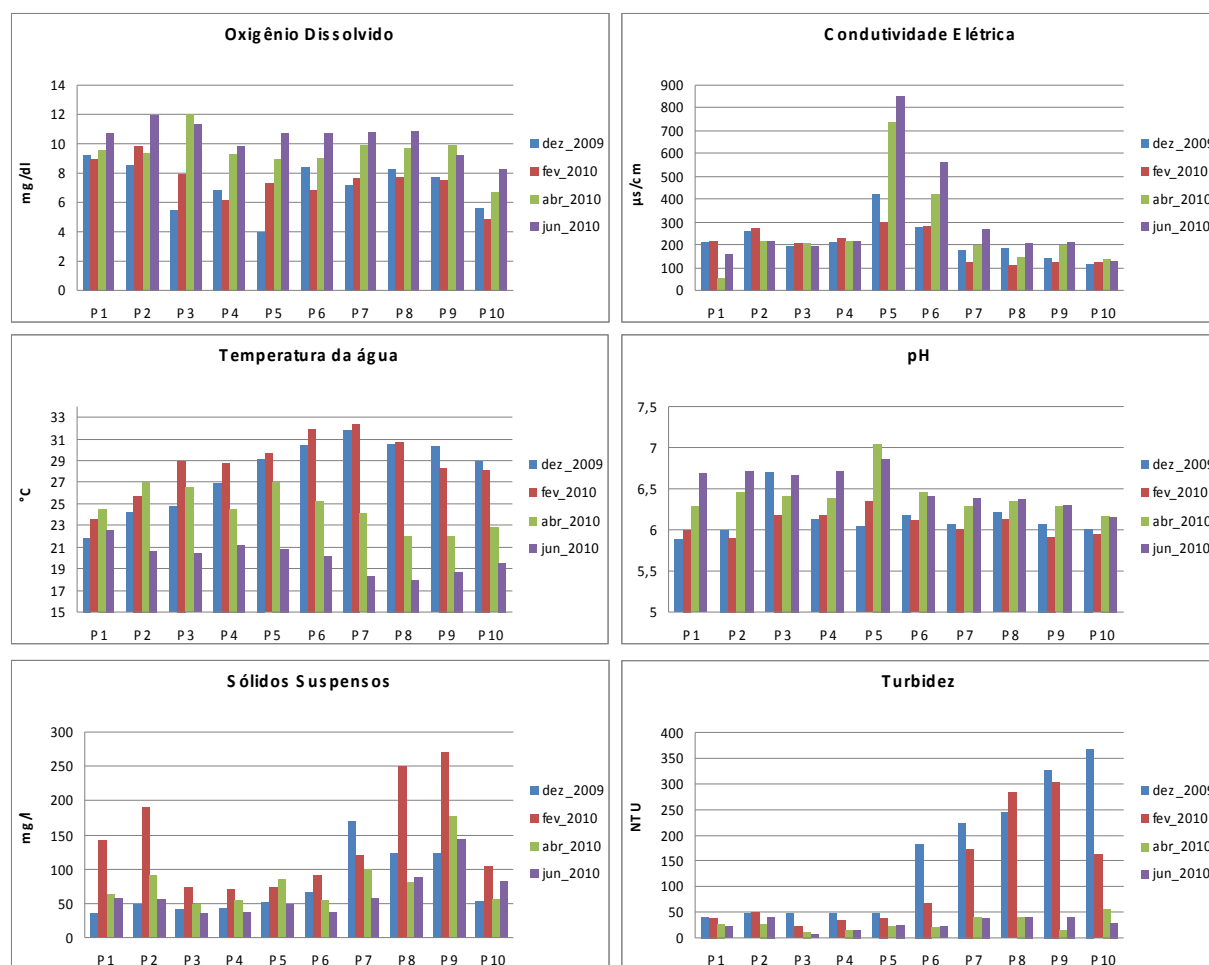 Oxigênio Dissolvido
mg/dl
14
12
10
8
6
4
2
0
P1 P2 P3 P4 P5 P6 P7 P8 P9 P10
dez_2009
fev_2010
abr_2010
jun_2010
Condutividade Elétrica
µs/cm
900
800
700
600
500
400
300
200
100
0
P1 P2 P3 P4 P5 P6 P7 P8 P9 P10
dez_2009
fev_2010
abr_2010
jun_2010
Temperatura da água
°C
33
31
29
27
25
23
21
19
17
15
P1 P2 P3 P4 P5 P6 P7 P8 P9 P10
dez_2009
fev_2010
abr_2010
jun_2010
pH
7,5
7
6,5
6
5,5
5
P1 P2 P3 P4 P5 P6 P7 P8 P9 P10
dez_2009
fev_2010
abr_2010
jun_2010
Sólidos Suspensos
mg/l
300
250
200
150
100
50
0
P1 P2 P3 P4 P5 P6 P7 P8 P9 P10
dez_2009
fev_2010
abr_2010
jun_2010
Turbidez
NTU
400
350
300
250
200
150
100
50
0
P1 P2 P3 P4 P5 P6 P7 P8 P9 P10
dez_2009
fev_2010
abr_2010
jun_2010